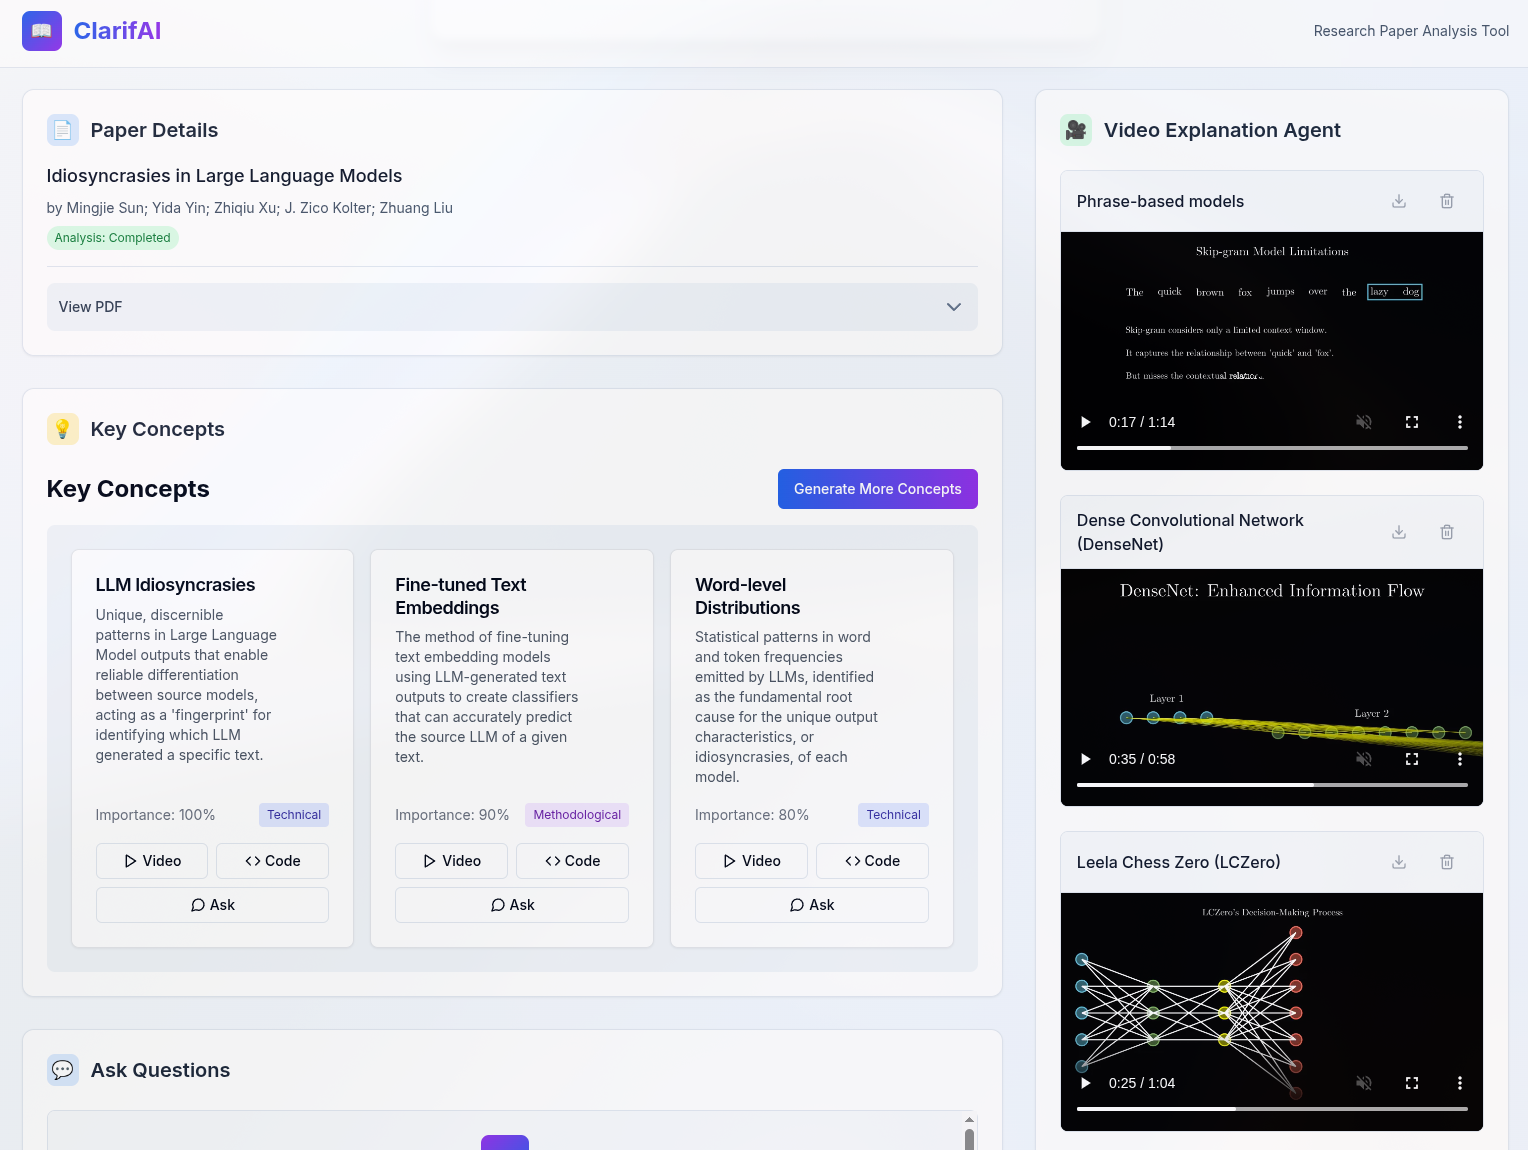 ClarifAI
Research Paper Analysis Tool
Paper Details
Idiosyncrasies in Large Language Models
by Mingjie Sun; Yida Yin; Zhiqiu Xu; J. Zico Kolter; Zhuang Liu
Analysis: Completed
View PDF
Key Concepts
Key Concepts
Generate More Concepts
LLM Idiosyncrasies
Unique, discernible
patterns in Large Language
Model outputs that enable
reliable differentiation
between source models,
acting as a 'fingerprint' for
identifying which LLM
generated a specific text.
Importance: 100%
Technical
Video
Code
Ask
Fine-tuned Text
Embeddings
The method of fine-tuning
text embedding models
using LLM-generated text
outputs to create classifiers
that can accurately predict
the source LLM of a given
text.
Importance: 90%
Methodological
Video
Code
Ask
Word-level
Distributions
Statistical patterns in word
and token frequencies
emitted by LLMs, identified
as the fundamental root
cause for the unique output
characteristics, or
idiosyncrasies, of each
model.
Importance: 80%
Technical
Video
Code
Ask
Ask Questions
Video Explanation Agent
Phrase-based models
Skip-gram Model Limitations
The quick brown fox jumps over the lazy dog
Skip-gram considers only a limited context window.
It captures the relationship between 'quick' and 'fox'.
But misses the contextual
0:17 / 1:14
Dense Convolutional Network
(DenseNet)
DenseNet: Enhanced Information Flow
Layer 1
Layer 2
0:35 / 0:58
Leela Chess Zero (LCZero)
LCZero's Decision-Making Process
0:25 / 1:04